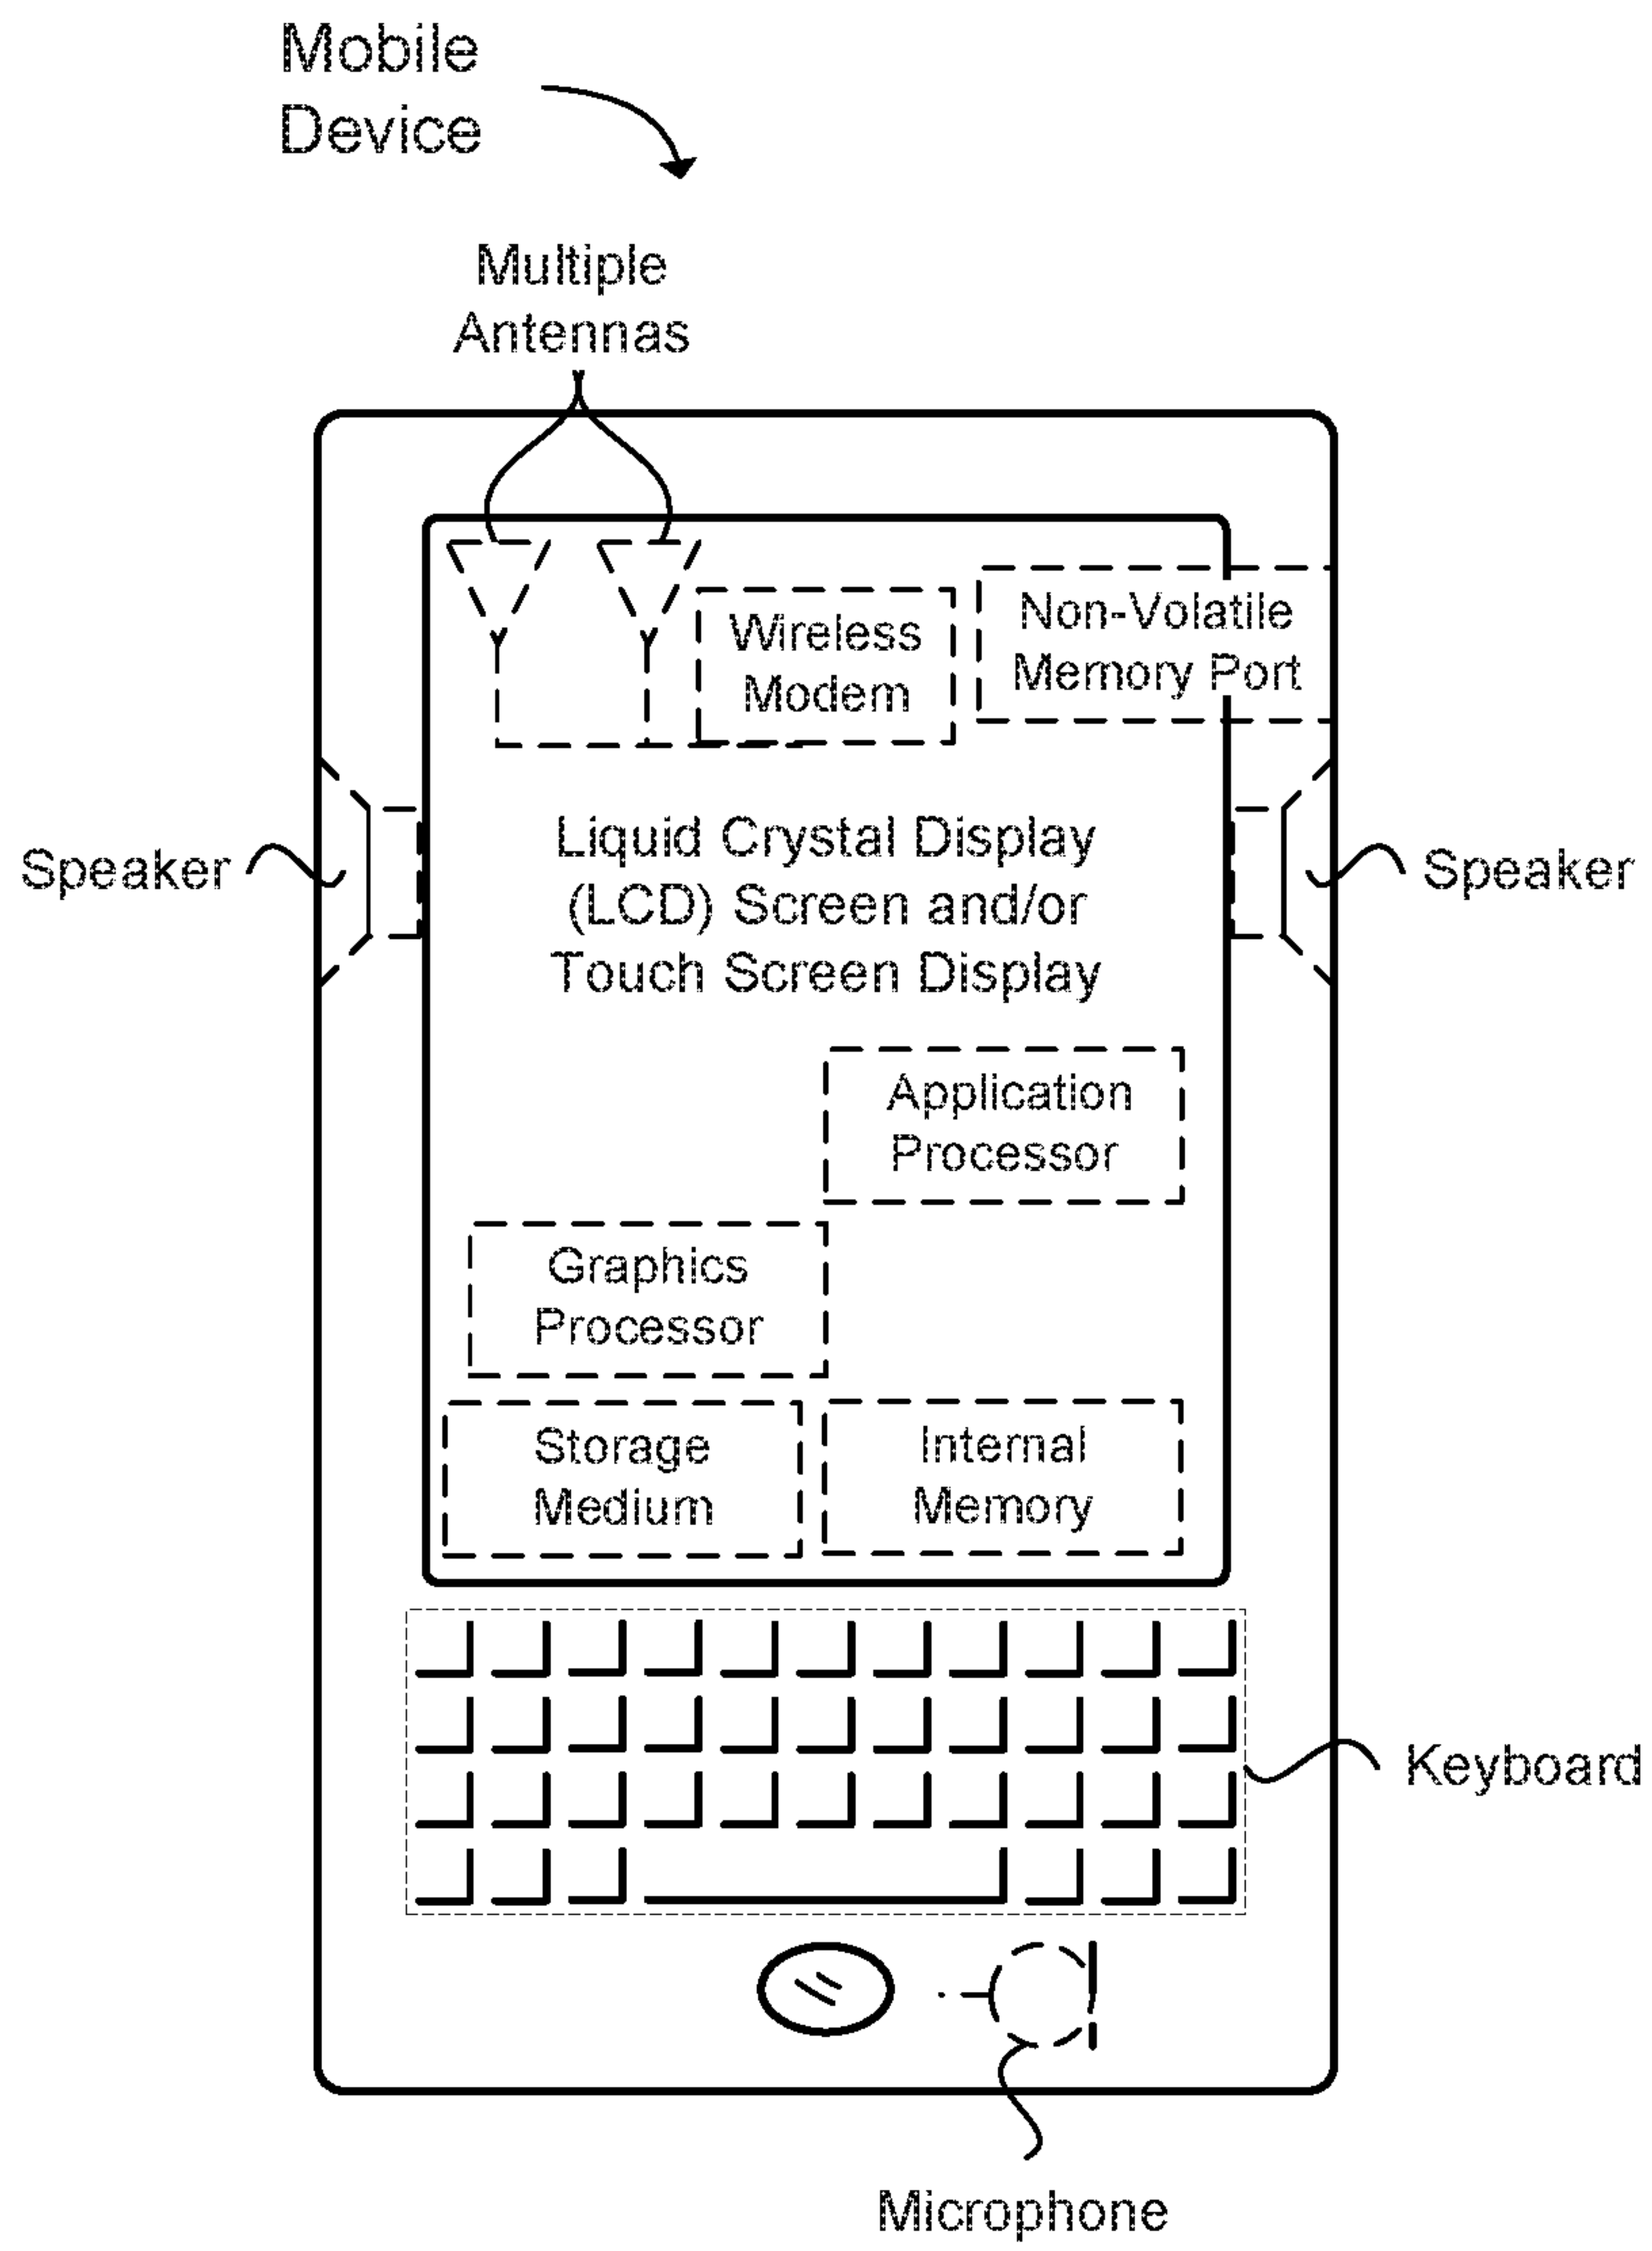 Mobile
Device
Multiple
Antennas
Wireless
Modem
Non-Volatile
Memory Port
Speaker
Liquid Crystal Display
(LCD) Screen and/or
Touch Screen Display
Speaker
Application
Processor
Graphics
Processor
Storage
Medium
Internal
Memory
Keyboard
Microphone